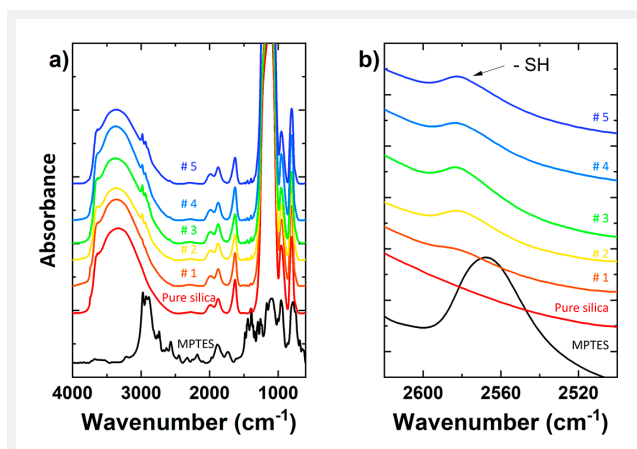 a)
# 5
# 4
# 3
# 2
# 1
Pure silica
MPTES
Absorbance
4000 3000 2000 1000
Wavenumber (cm-1)
b)
- SH
# 5
# 4
# 3
# 2
# 1
Pure silica
MPTES
2600 2560 2520
Wavenumber (cm-1)